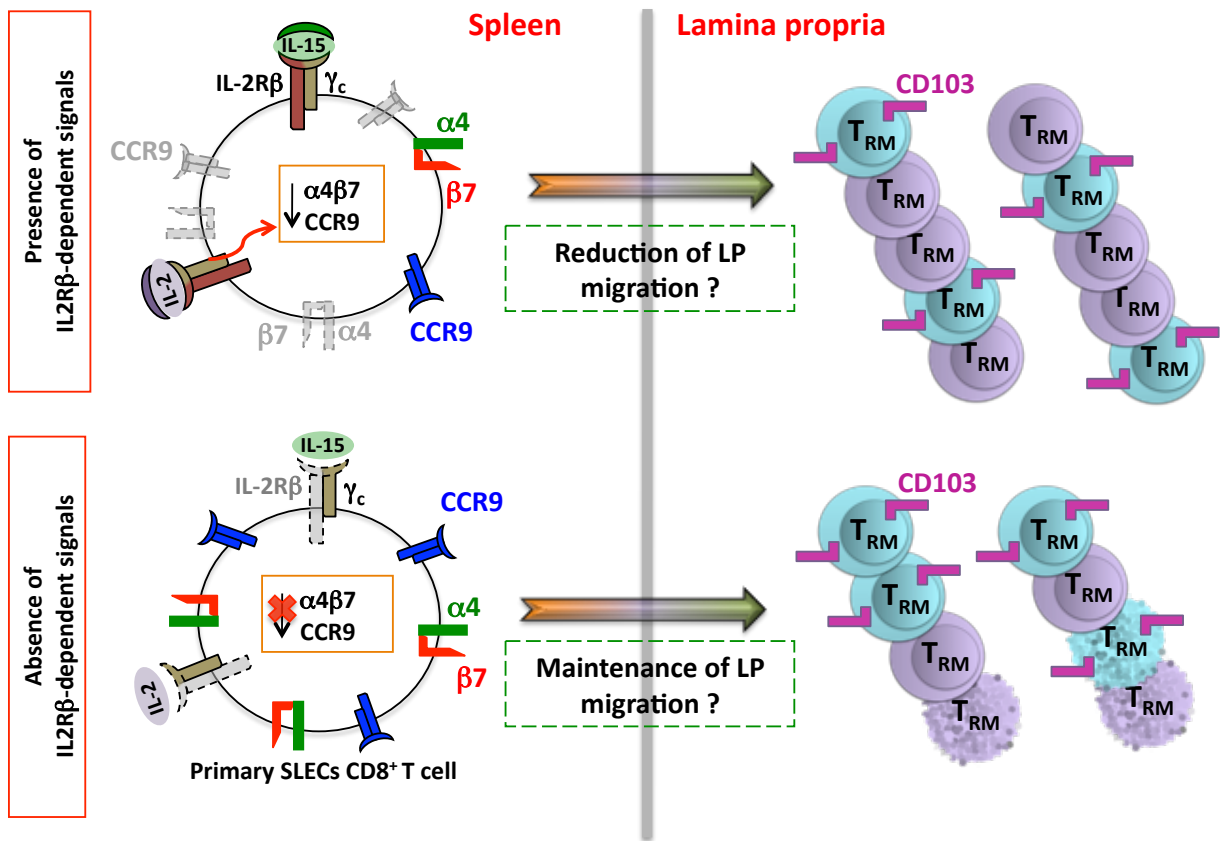 Spleen
Lamina propria
Presence of
IL2Rβ-dependent signals
IL-15
IL-2Rβ
γc
CCR9
α4
β7
α4β7
CCR9
IL-2
β7
α4
CCR9
Reduction of LP
migration ?
CD103
TRM
TRM
TRM
TRM
TRM
TRM
TRM
TRM
TRM
TRM
Absence of
IL2Rβ-dependent signals
IL-15
IL-2Rβ
γc
CCR9
α4β7
CCR9
α4
β7
IL-2
Primary SLECs CD8⁺ T cell
Maintenance of LP
migration ?
CD103
TRM
TRM
TRM
TRM
TRM
TRM
TRM
TRM